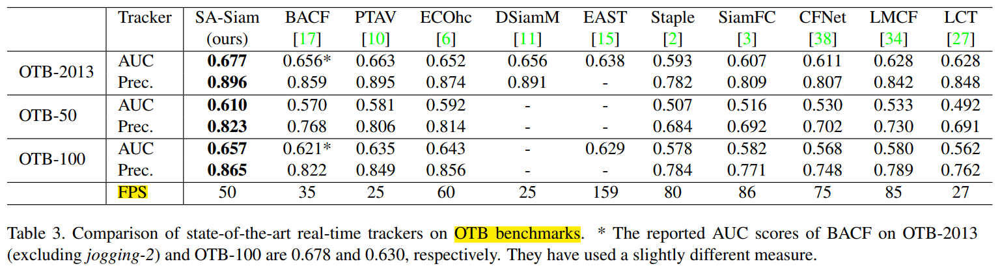 Tracker SA-Siam BACF PTAV ECOhc DSiamM EAST Staple SiamFC CFNet LMCF LCT
(ours) [17] [10] [6] [11] [15] [2] [3] [38] [34] [27]
OTB-2013 AUC 0.677 0.656* 0.663 0.652 0.656 0.638 0.593 0.607 0.611 0.628 0.628
Prec. 0.896 0.859 0.895 0.874 0.891 - 0.782 0.809 0.807 0.842 0.848
OTB-50 AUC 0.610 0.570 0.581 0.592 - - 0.507 0.516 0.530 0.533 0.492
Prec. 0.823 0.768 0.806 0.814 - - 0.684 0.692 0.702 0.730 0.691
OTB-100 AUC 0.657 0.621* 0.635 0.643 - 0.629 0.578 0.582 0.568 0.580 0.562
Prec. 0.865 0.822 0.849 0.856 - - 0.784 0.771 0.748 0.789 0.762
FPS 50 35 25 60 25 159 80 86 75 85 27
Table 3. Comparison of state-of-the-art real-time trackers on OTB benchmarks. * The reported AUC scores of BACF on OTB-2013
(excluding jogging-2) and OTB-100 are 0.678 and 0.630, respectively. They have used a slightly different measure.